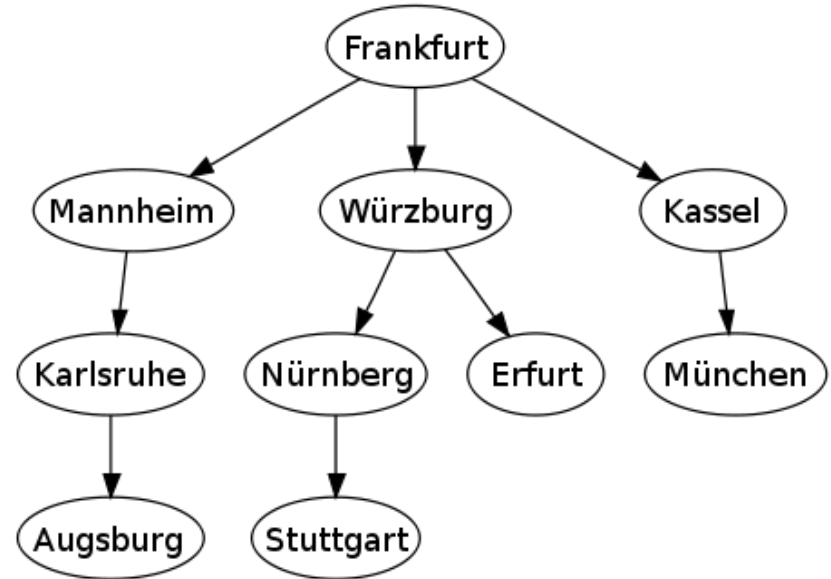 Frankfurt
Mannheim Würzburg Kassel
Karlsruhe Nürnberg Erfurt München
Augsburg Stuttgart